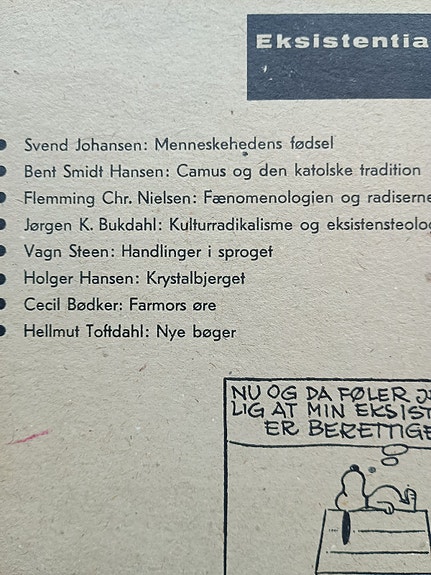 Eksistentia
Svend Johansen: Menneskehedens fødsel
Bent Smidt Hansen: Camus og den katolske tradition
Flemming Chr. Nielsen: Fænomenologien og radiserne
Jørgen K. Bukdahl: Kulturradikalisme og eksistensteolog
Vagn Steen: Handlinger i sproget
Holger Hansen: Krystalbjerget
Cecil Bødker: Farmors øre
Hellmut Toftdahl: Nye bøger
NU OG DA FØLER J
LIG AT MIN EKSIST
ER BERETTIGE